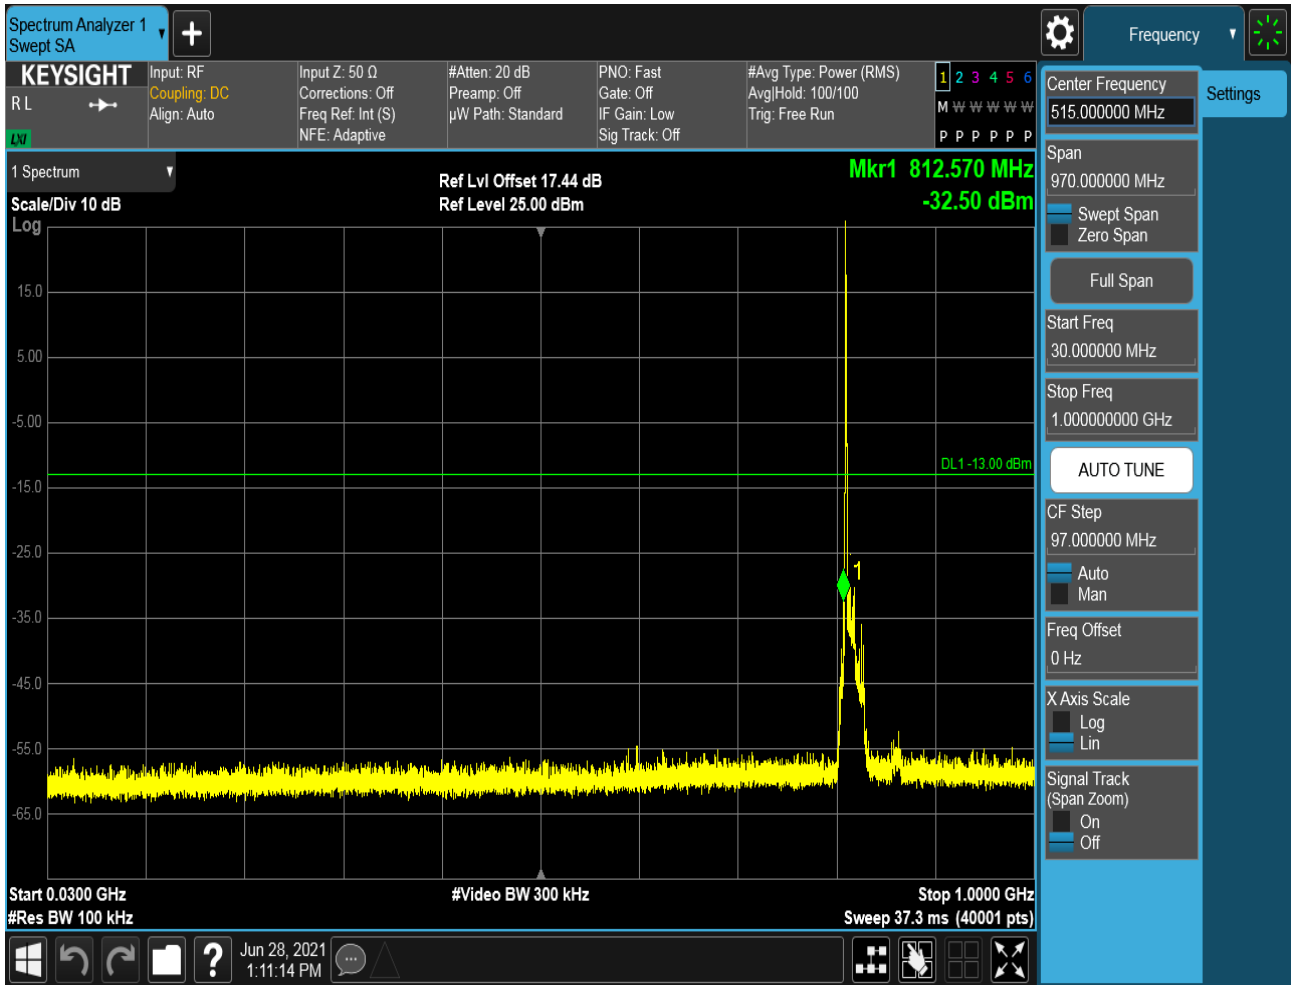 Spectrum Analyzer 1
Swept SA
Frequency
KEYSIGHT
R L
LXI
Input: RF
Coupling: DC
Align: Auto
Input Z: 50 Ω
Corrections: Off
Freq Ref: Int (S)
NFE: Adaptive
#Atten: 20 dB
Preamp: Off
µW Path: Standard
PNO: Fast
Gate: Off
IF Gain: Low
Sig Track: Off
#Avg Type: Power (RMS)
Avg|Hold: 100/100
Trig: Free Run
1 2 3 4 5 6
M W W W W W
P P P P P P
1 Spectrum
Scale/Div 10 dB
Log
Ref Lvl Offset 17.44 dB
Ref Level 25.00 dBm
Mkr1 812.570 MHz
-32.50 dBm
15.0
5.00
-5.00
DL1 -13.00 dBm
-15.0
-25.0
1
-35.0
-45.0
-55.0
-65.0
Start 0.0300 GHz
#Video BW 300 kHz
Stop 1.0000 GHz
#Res BW 100 kHz
Sweep 37.3 ms (40001 pts)
Jun 28, 2021
1:11:14 PM
Center Frequency
515.000000 MHz
Settings
Span
970.000000 MHz
Swept Span
Zero Span
Full Span
Start Freq
30.000000 MHz
Stop Freq
1.000000000 GHz
AUTO TUNE
CF Step
97.000000 MHz
Auto
Man
Freq Offset
0 Hz
X Axis Scale
Log
Lin
Signal Track
(Span Zoom)
On
Off